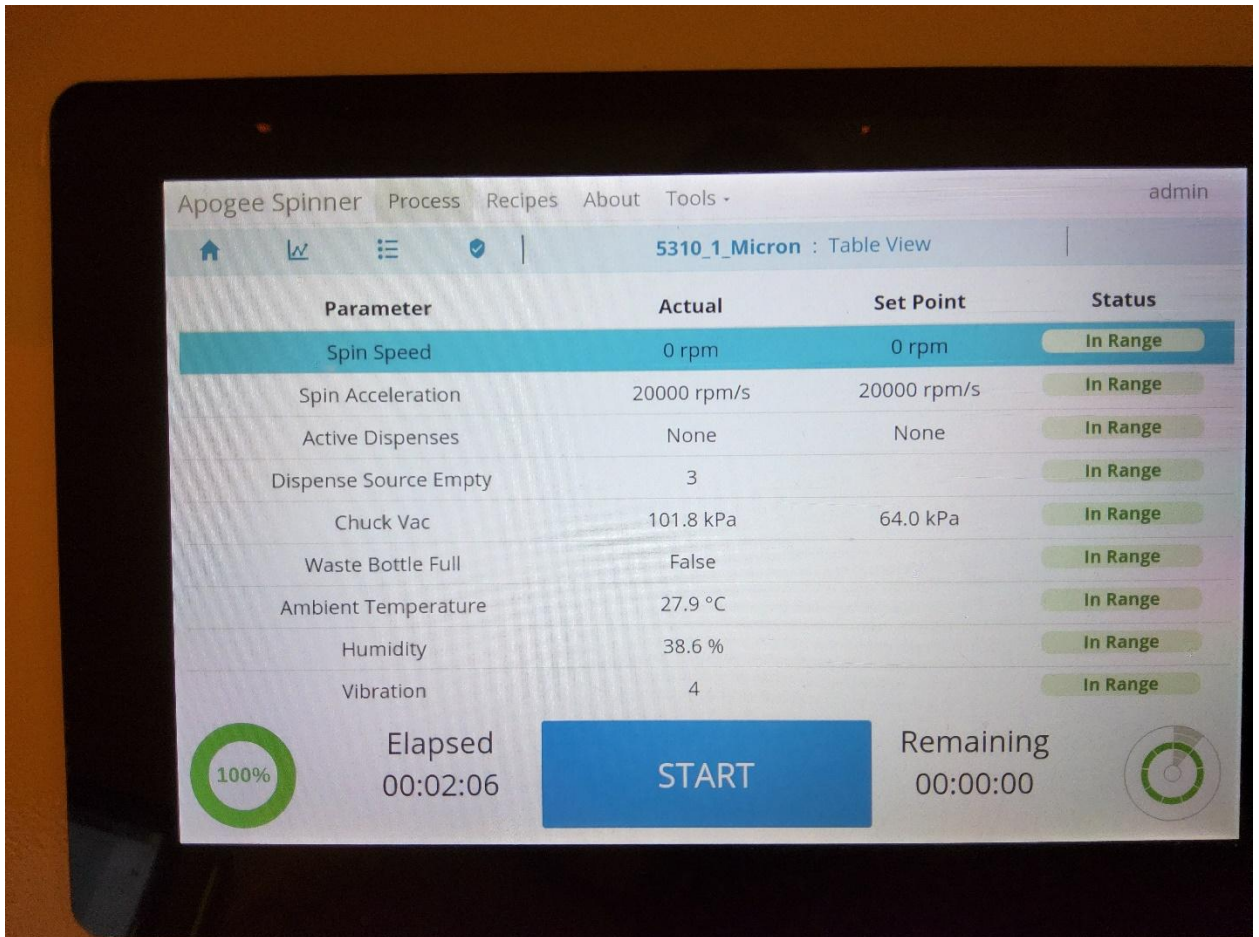 Apogee Spinner Process Recipes About Tools admin
5310_1_Micron : Table View
Parameter Actual Set Point Status
Spin Speed 0 rpm 0 rpm In Range
Spin Acceleration 20000 rpm/s 20000 rpm/s In Range
Active Dispenses None None In Range
Dispense Source Empty 3 In Range
Chuck Vac 101.8 kPa 64.0 kPa In Range
Waste Bottle Full False In Range
Ambient Temperature 27.9 °C In Range
Humidity 38.6 % In Range
Vibration 4 In Range
100%
Elapsed
00:02:06
START
Remaining
00:00:00